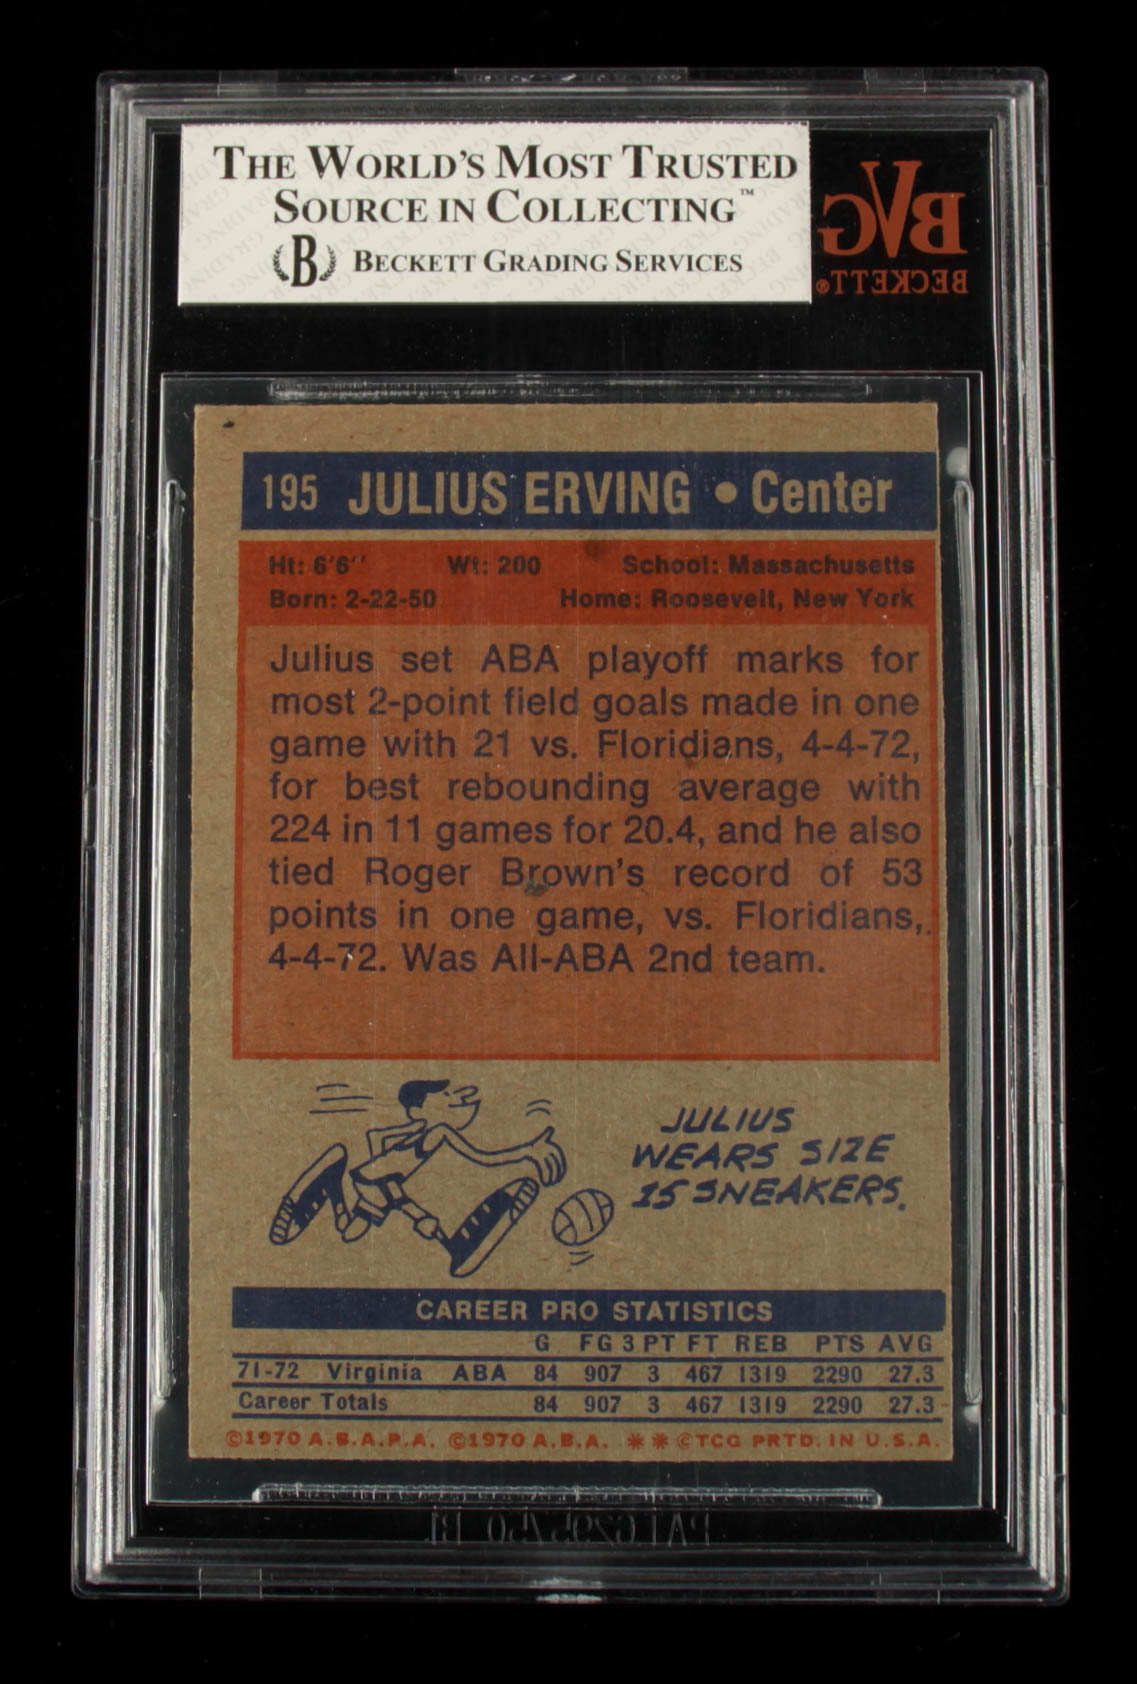 THE WORLD'S MOST TRUSTED
SOURCE IN COLLECTING™
B BECKETT GRADING SERVICES
BVG
BECKETT®
195 JULIUS ERVING • Center
Ht: 6'6" Wt: 200 School: Massachusetts
Born: 2-22-50 Home: Roosevelt, New York
Julius set ABA playoff marks for
most 2-point field goals made in one
game with 21 vs. Floridians, 4-4-72,
for best rebounding average with
224 in 11 games for 20.4, and he also
tied Roger Brown's record of 53
points in one game, vs. Floridians,
4-4-72. Was All-ABA 2nd team.
JULIUS
WEARS SIZE
15 SNEAKERS.
CAREER PRO STATISTICS
G FG 3 PT FT REB PTS AVG
71-72 Virginia ABA 84 907 3 467 1319 2290 27.3
Career Totals 84 907 3 467 1319 2290 27.3
©1970 A.B.A.P.A. ©1970 A.B.A. ** ©TCG PRTD. IN U.S.A.